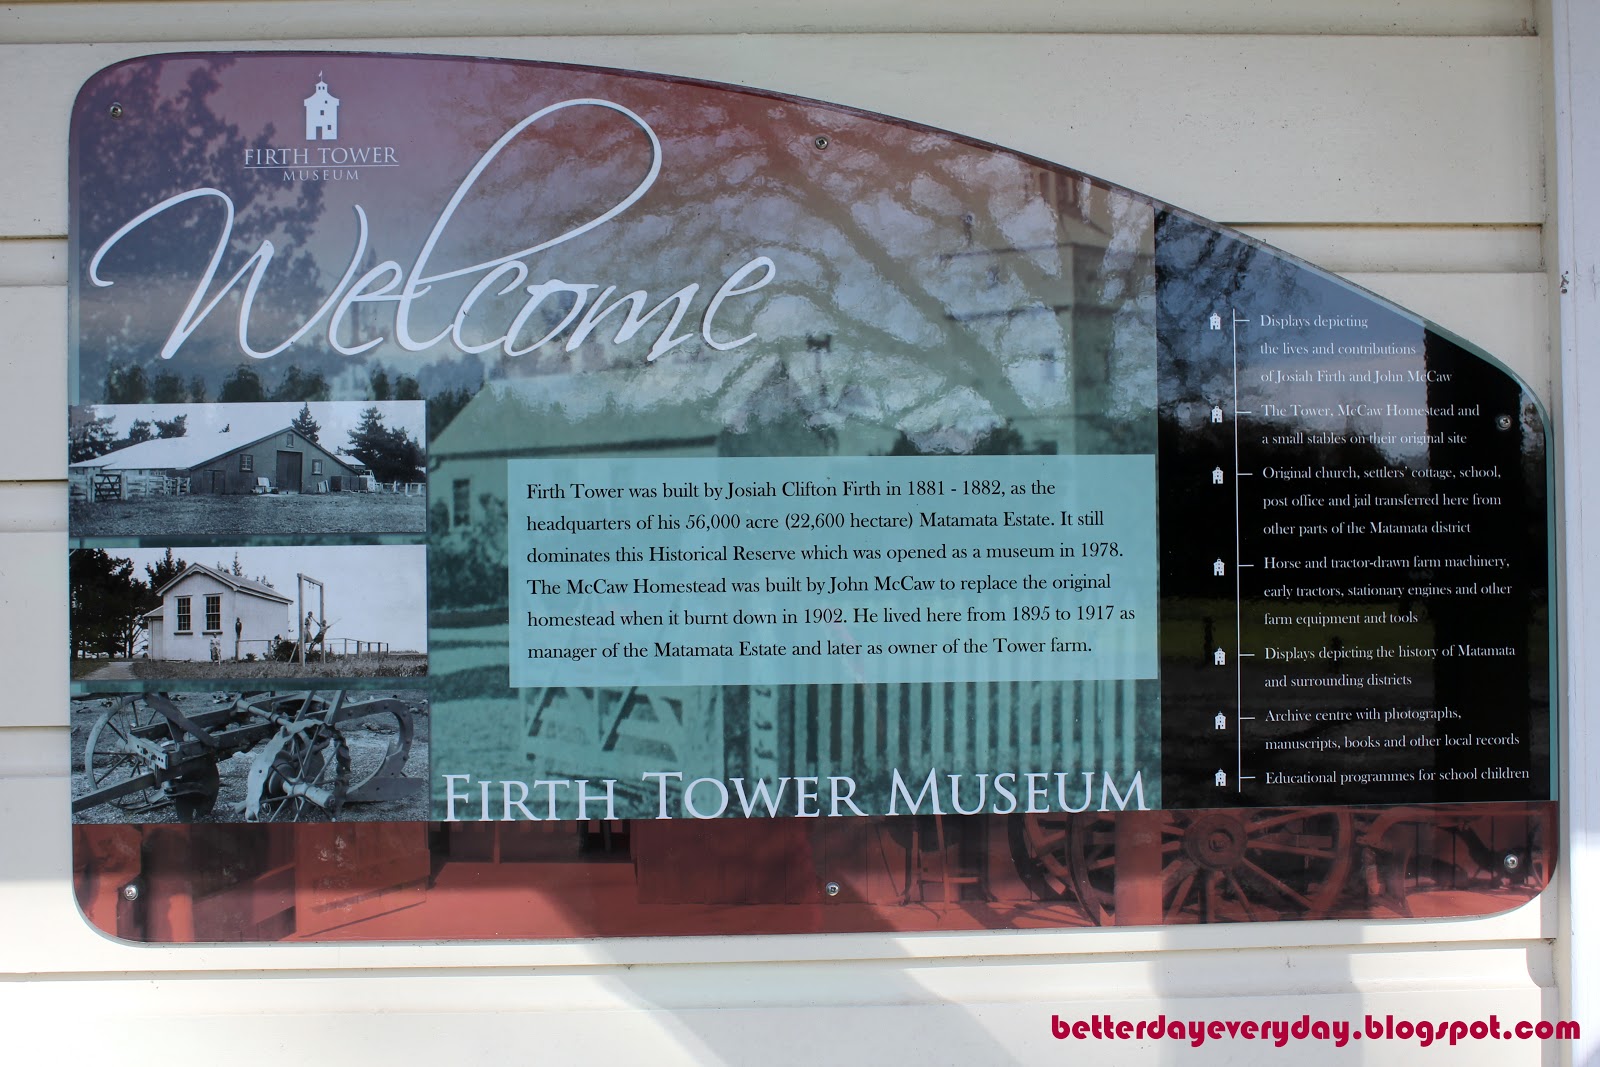 FIRTH TOWER
MUSEUM
Welcome
Firth Tower was built by Josiah Clifton Firth in 1881 - 1882, as the
headquarters of his 56,000 acre (22,600 hectare) Matamata Estate. It still
dominates this Historical Reserve which was opened as a museum in 1978.
The McCaw Homestead was built by John McCaw to replace the original
homestead when it burnt down in 1902. He lived here from 1895 to 1917 as
manager of the Matamata Estate and later as owner of the Tower farm.
FIRTH TOWER MUSEUM
Displays depicting
the lives and contributions
of Josiah Firth and John McCaw
The Tower, McCaw Homestead and
a small stables on their original site
Original church, settlers' cottage, school,
post office and jail transferred here from
other parts of the Matamata district
Horse and tractor-drawn farm machinery,
early tractors, stationary engines and other
farm equipment and tools
Displays depicting the history of Matamata
and surrounding districts
Archive centre with photographs,
manuscripts, books and other local records
Educational programmes for school children
betterdayeveryday.blogspot.com